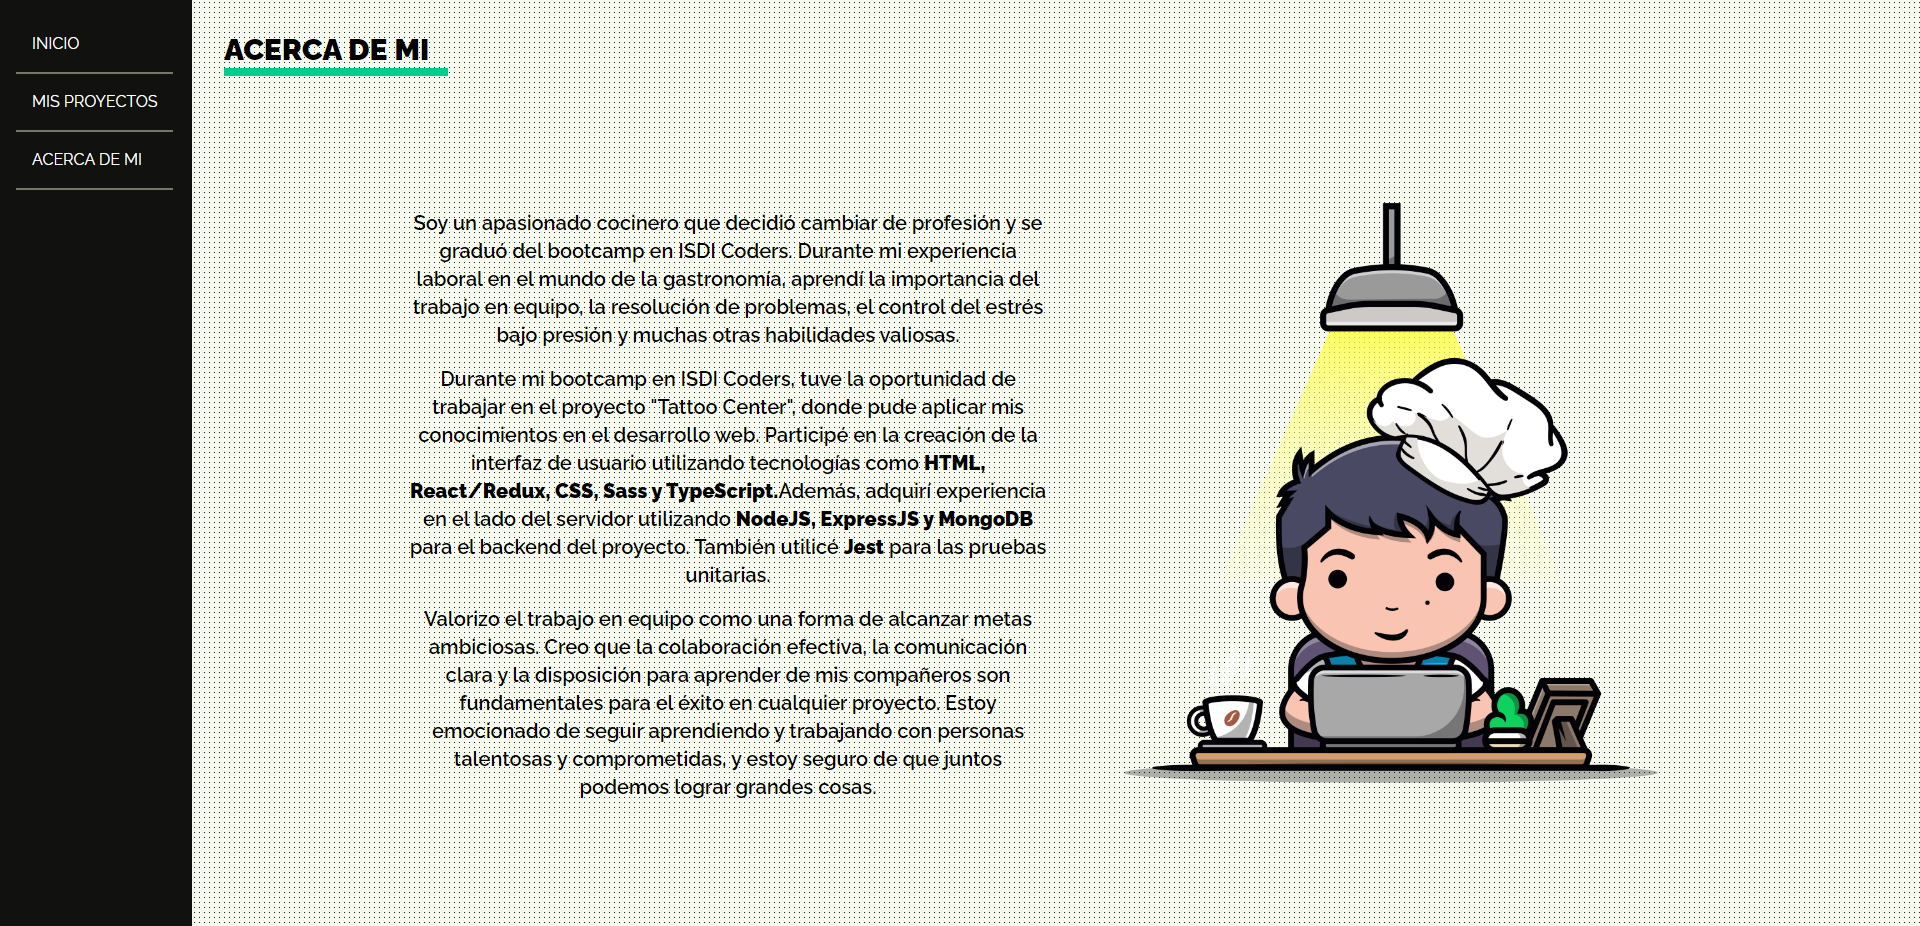 INICIO
MIS PROYECTOS
ACERCA DE MI
ACERCA DE MI
Soy un apasionado cocinero que decidió cambiar de profesión y se
graduó del bootcamp en ISDI Coders. Durante mi experiencia
laboral en el mundo de la gastronomía, aprendí la importancia del
trabajo en equipo, la resolución de problemas, el control del estrés
bajo presión y muchas otras habilidades valiosas.
Durante mi bootcamp en ISDI Coders, tuve la oportunidad de
trabajar en el proyecto "Tattoo Center", donde pude aplicar mis
conocimientos en el desarrollo web. Participé en la creación de la
interfaz de usuario utilizando tecnologías como HTML,
React/Redux, CSS, Sass y TypeScript.Además, adquirí experiencia
en el lado del servidor utilizando NodeJS, ExpressJS y MongoDB
para el backend del proyecto. También utilicé Jest para las pruebas
unitarias.
Valorizo el trabajo en equipo como una forma de alcanzar metas
ambiciosas. Creo que la colaboración efectiva, la comunicación
clara y la disposición para aprender de mis compañeros son
fundamentales para el éxito en cualquier proyecto. Estoy
emocionado de seguir aprendiendo y trabajando con personas
talentosas y comprometidas, y estoy seguro de que juntos
podemos lograr grandes cosas.